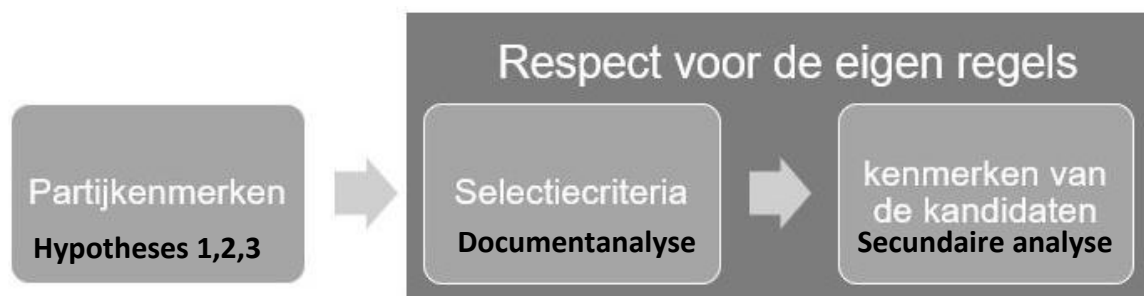 Respect voor de eigen regels
Partijkenmerken
Hypotheses 1,2,3
Selectiecriteria
Documentanalyse
kenmerken van
de kandidaten
Secundaire analyse